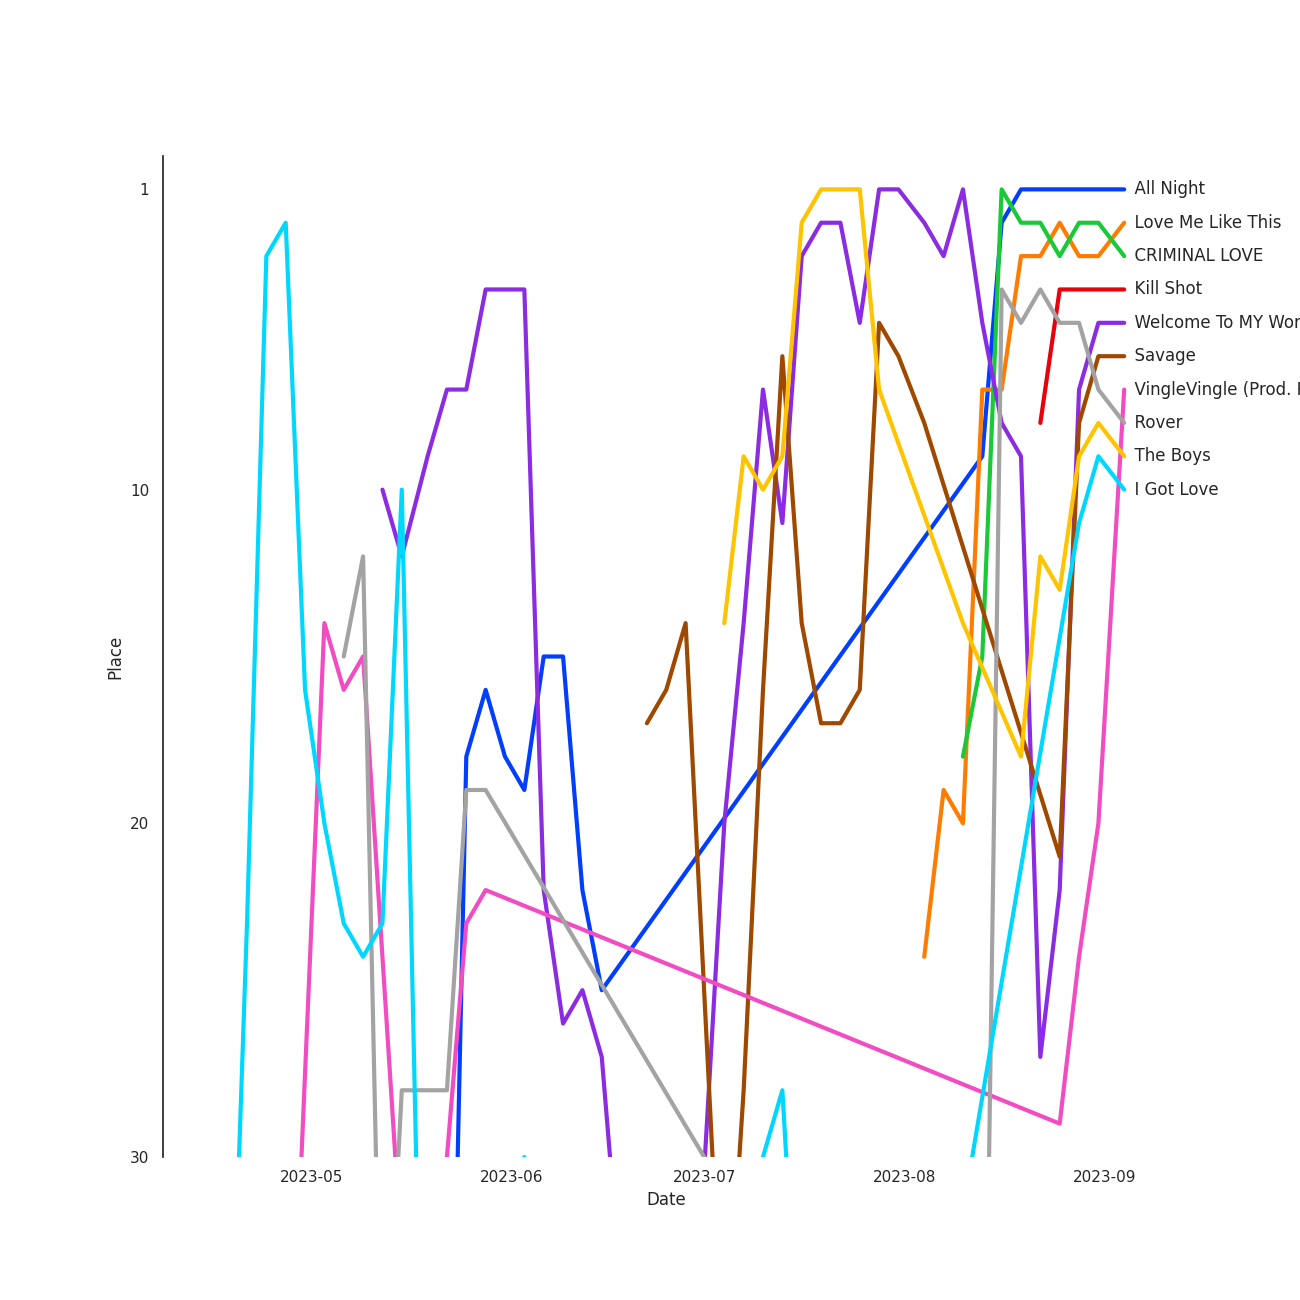 1
All Night
Love Me Like This
CRIMINAL LOVE
Kill Shot
Welcome To MY
Savage
VingleVingle (Prod.
Rover
The Boys
10
I Got Love
Place
20
30
2023-05
2023-06
2023-07
2023-08
2023-09
Date